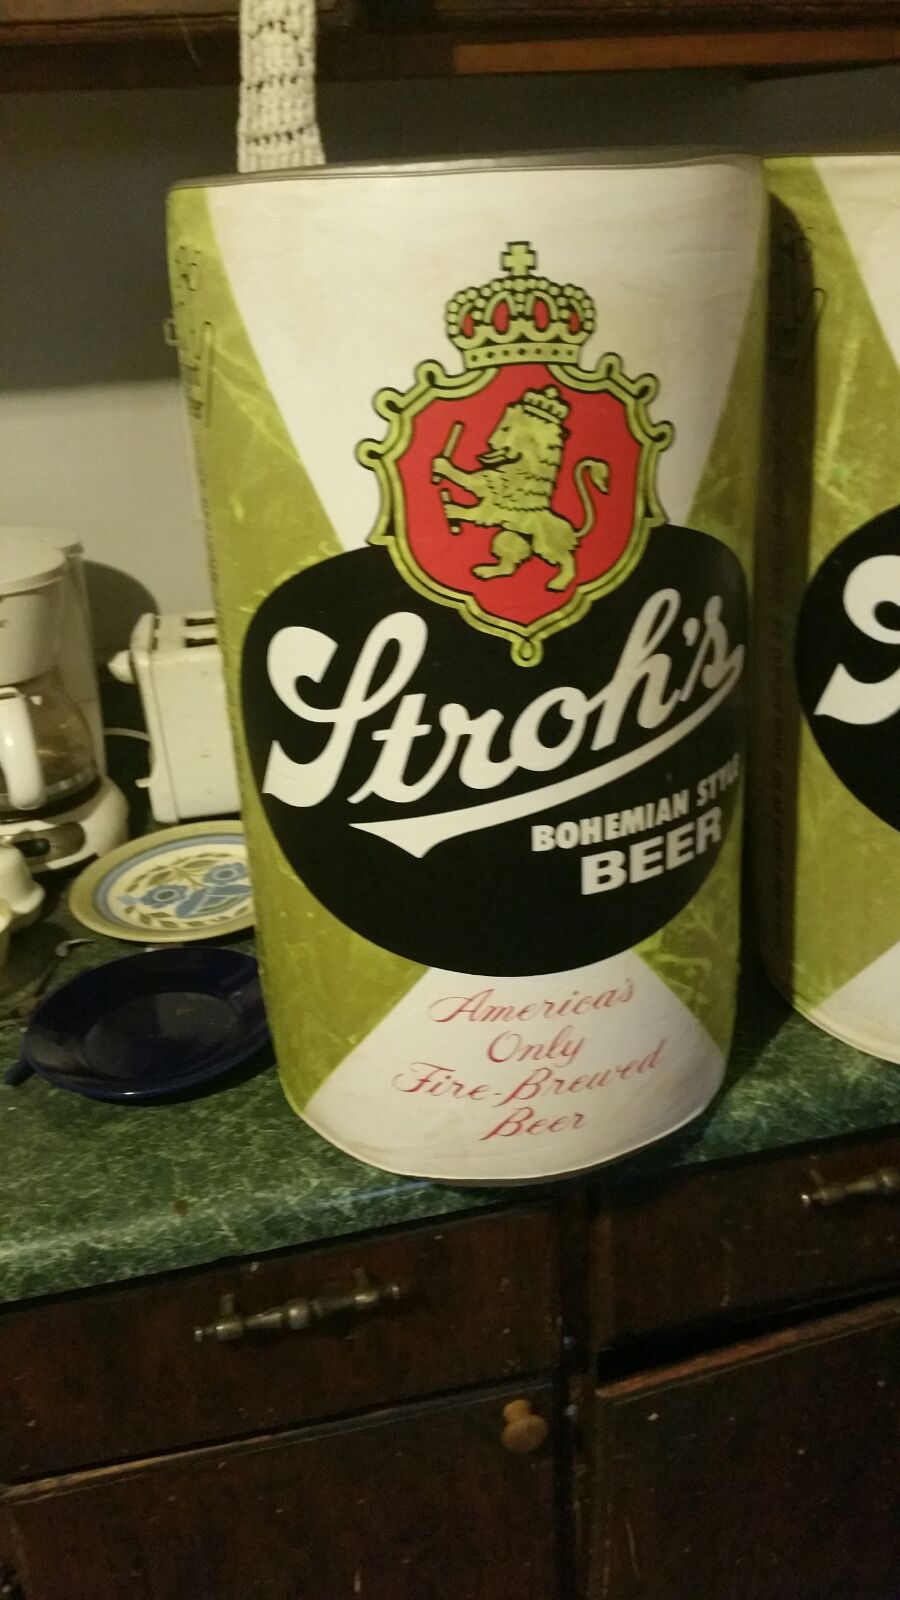 Stroh's
BOHEMIAN STYLE
BEER
America's
Only
Fire-Brewed
Beer
S